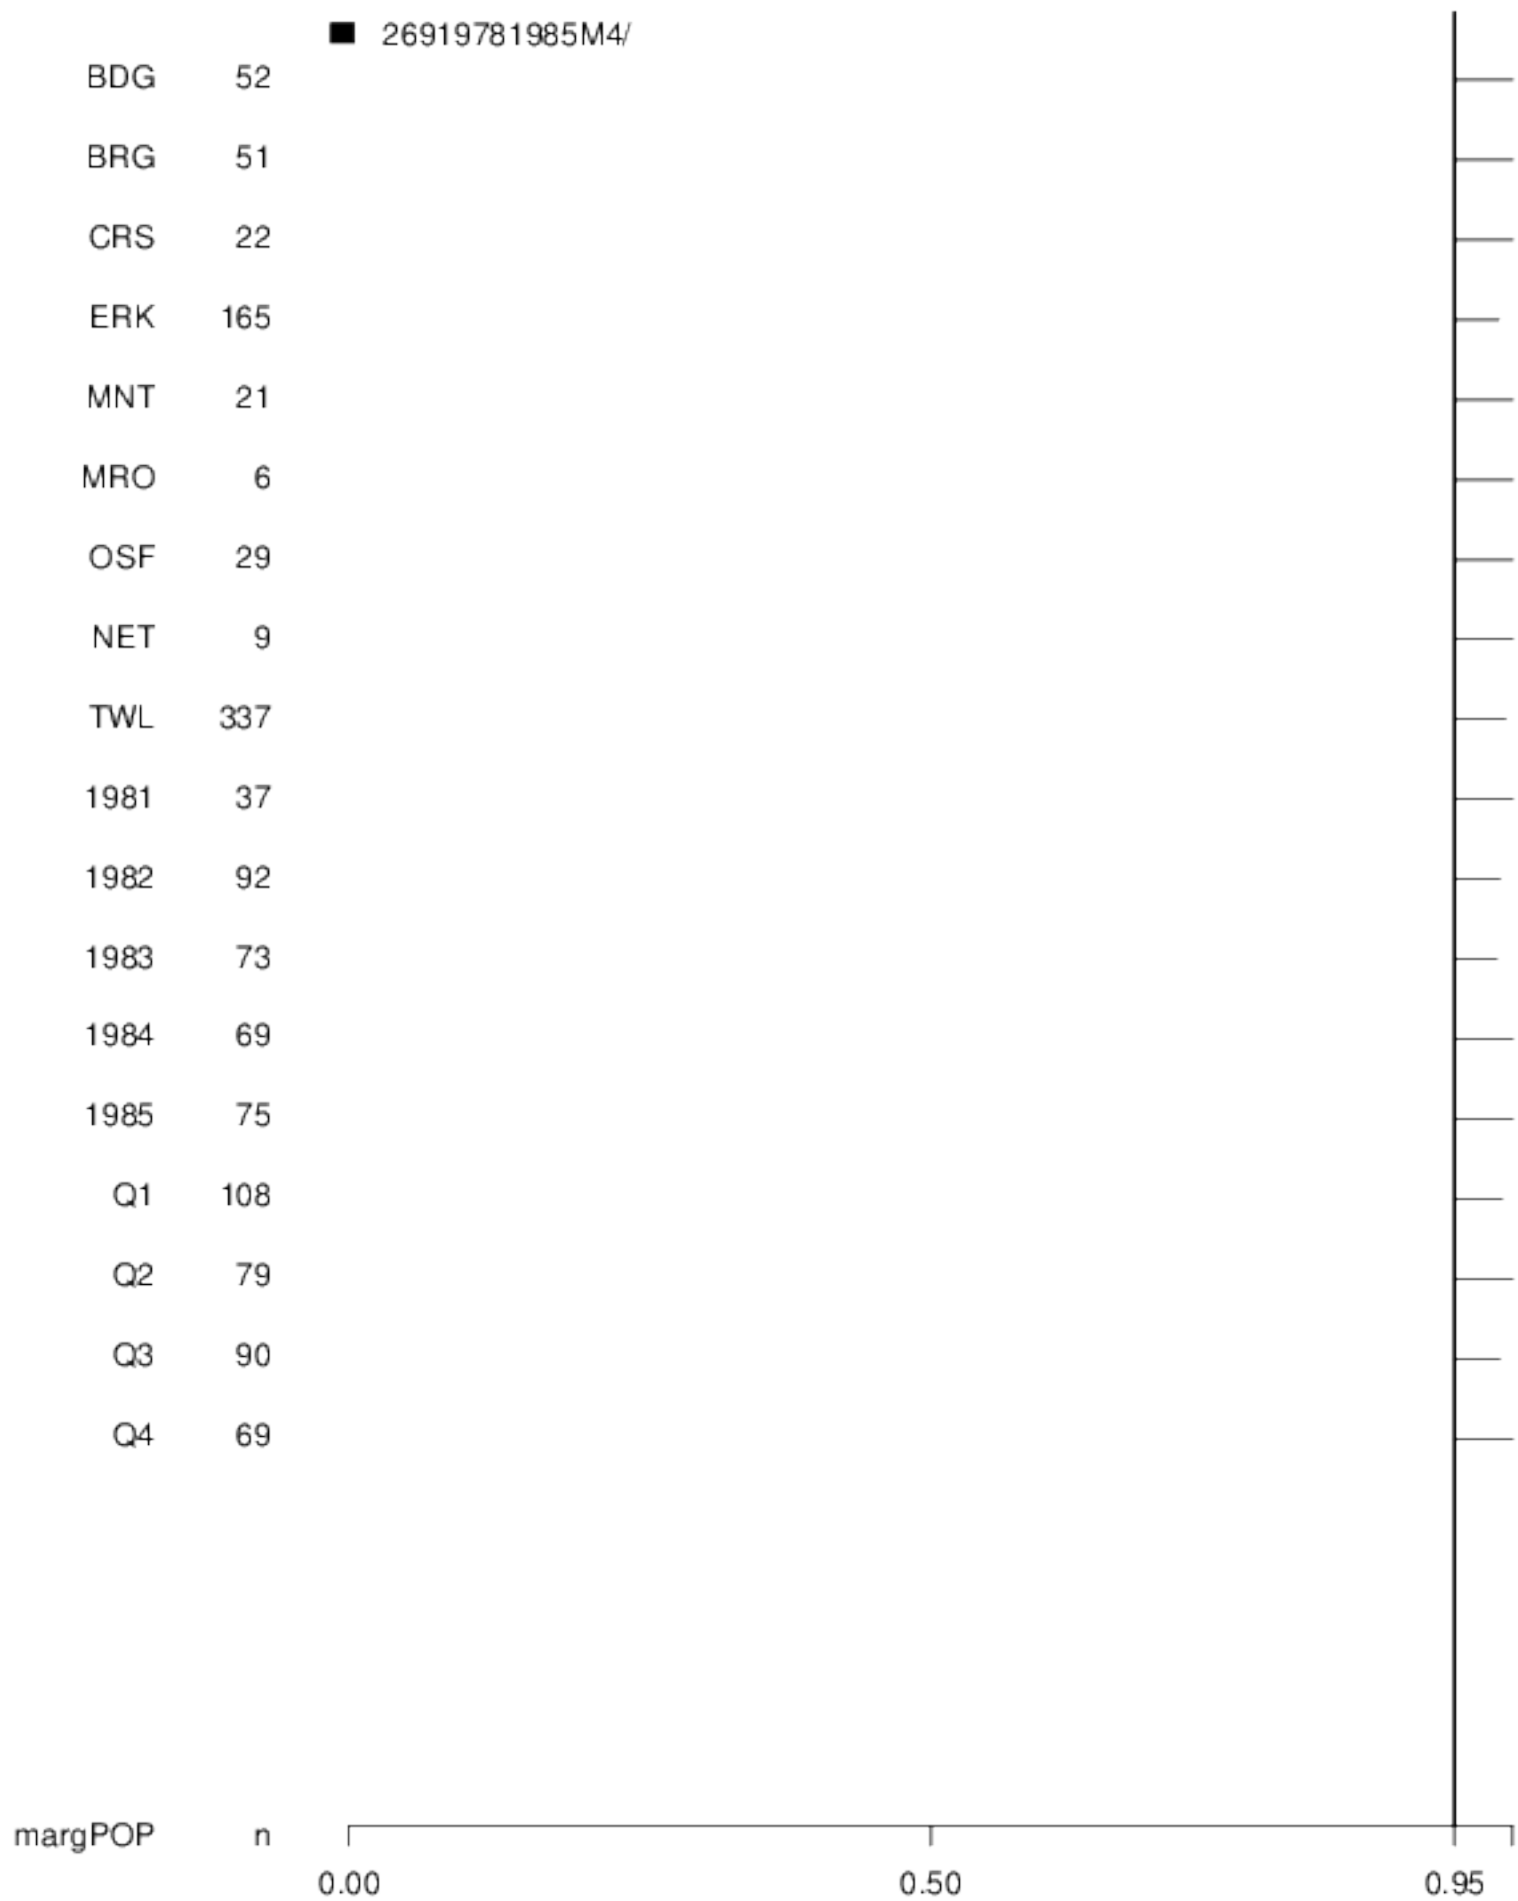 26919781985M4/
BDG 52
BRG 51
CRS 22
ERK 165
MNT 21
MRO 6
OSF 29
NET 9
TWL 337
1981 37
1982 92
1983 73
1984 69
1985 75
Q1 108
Q2 79
Q3 90
Q4 69
margPOP n
0.00 0.50 0.95